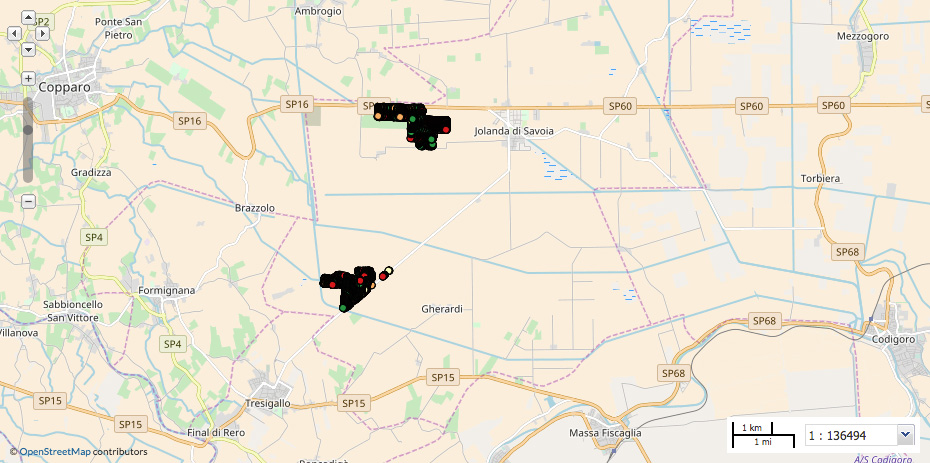 Ambrogio
SP2
Ponte San
Pietro
Mezzogoro
Copparo
SP16
SP60
SP60
SP60
SP16
Jolanda di Savoia
Gradizza
Torbiera
Brazzolo
SP4
SP68
Formignana
Sabbioncello
San Vittore
Gherardi
SP68
Villanova
Codigoro
SP4
SP68
SP15
Tresigallo
SP15
SP15
SP15
Final di Rero
Massa Fiscaglia
1 km
1 mi
1 : 136494
© OpenStreetMap contributors
A/S Codigoro